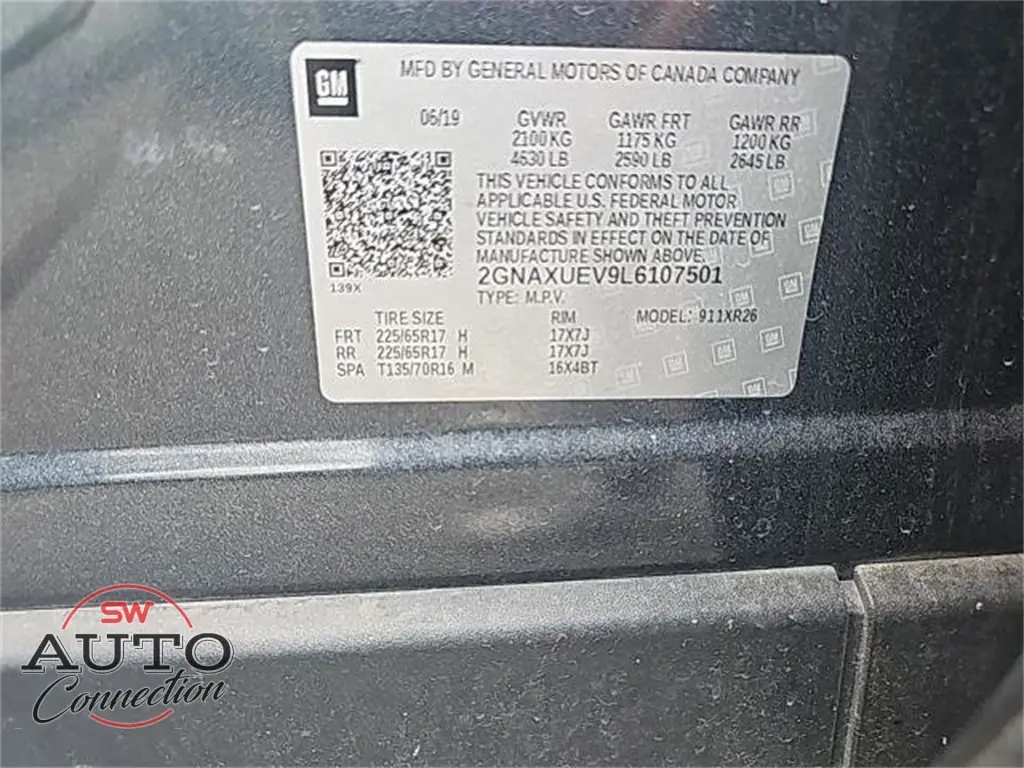 GM
MFD BY GENERAL MOTORS OF CANADA COMPANY
06/19 GVWR GAWR FRT GAWR RR
2100 KG 1175 KG 1200 KG
4630 LB 2590 LB 2645 LB
THIS VEHICLE CONFORMS TO ALL
APPLICABLE U.S. FEDERAL MOTOR
VEHICLE SAFETY AND THEFT PREVENTION
STANDARDS IN EFFECT ON THE DATE OF
MANUFACTURE SHOWN ABOVE.
2GNAXUEV9L6107501
139X
TYPE: M.P.V.
TIRE SIZE RIM MODEL: 911XR26
FRT 225/65R17 H 17X7J
RR 225/65R17 H 17X7J
SPA T135/70R16 M 16X4BT
SW
AUTO
Connection